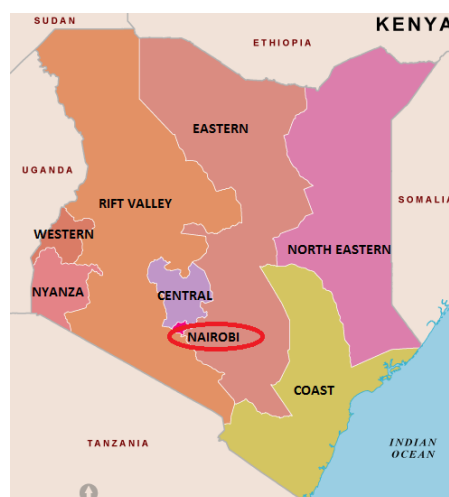 SUDAN
KENYA
ETHIOPIA
EASTERN
UGANDA
RIFT VALLEY
SOMALIA
WESTERN
NORTH EASTERN
NYANZA
CENTRAL
NAIROBI
COAST
TANZANIA
INDIAN
OCEAN